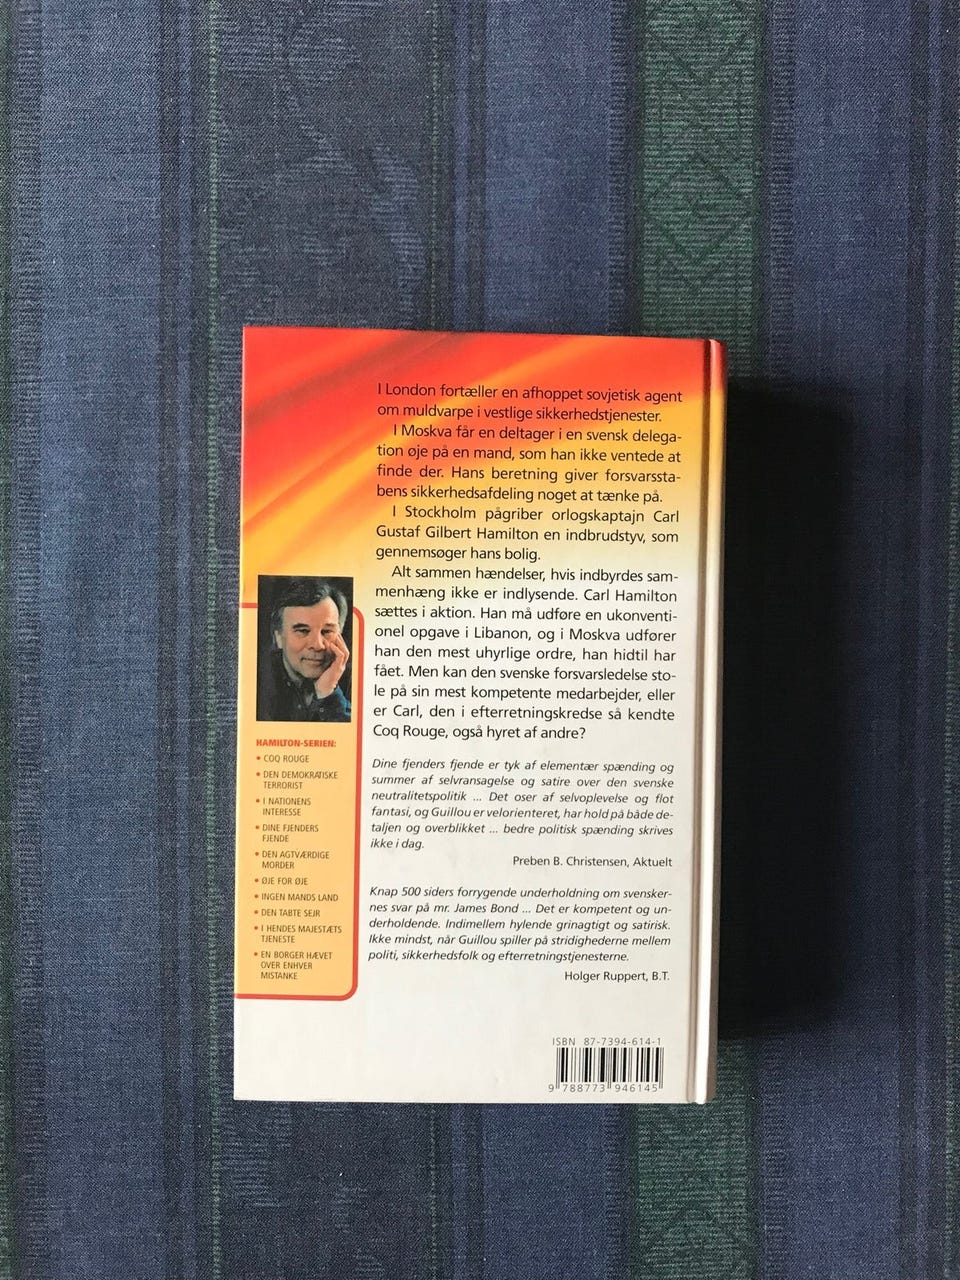 I London fortæller en afhoppet sovjetisk agent
om muldvarpe i vestlige sikkerhedstjenester.
I Moskva får en deltager i en svensk delega-
tion øje på en mand, som han ikke ventede at
finde der. Hans beretning giver forsvarssta-
bens sikkerhedsafdeling noget at tænke på.
I Stockholm pågriber orlogskaptajn Carl
Gustaf Gilbert Hamilton en indbrudstyv, som
gennemsøger hans bolig.
Alt sammen hændelser, hvis indbyrdes sam-
menhæng ikke er indlysende. Carl Hamilton
sættes i aktion. Han må udføre en ukonventi-
onel opgave i Libanon, og i Moskva udfører
han den mest uhyrlige ordre, han hidtil har
fået. Men kan den svenske forsvarsledelse sto-
le på sin mest kompetente medarbejder, eller
er Carl, den i efterretningskredse så kendte
Coq Rouge, også hyret af andre?
Dine fjenders fjende er tyk af elementær spænding og
summer af selvransagelse og satire over den svenske
neutralitetspolitik ... Det oser af selvoplevelse og flot
fantasi, og Guillou er velorienteret, har hold på både de-
taljen og overblikket ... bedre politisk spænding skrives
ikke i dag.
Preben B. Christensen, Aktuelt
Knap 500 siders forrygende underholdning om svensker-
nes svar på mr. James Bond ... Det er kompetent og un-
derholdende. Indimellem hylende grinagtigt og satirisk.
Ikke mindst, når Guillou spiller på stridighederne mellem
politi, sikkerhedsfolk og efterretningstjenesterne.
Holger Ruppert, B.T.
HAMILTON-SERIEN:
• COQ ROUGE
• DEN DEMOKRATISKE
TERRORIST
• I NATIONENS
INTERESSE
• DINE FJENDERS
FJENDE
• DEN AGTVÆRDIGE
MORDER
• ØJE FOR ØJE
• INGEN MANDS LAND
• DEN TABTE SEJR
• I HENDES MAJESTÆTS
TJENESTE
• EN BORGER HÆVET
OVER ENHVER
MISTANKE
ISBN 87-7394-614-1
9 788773 946145